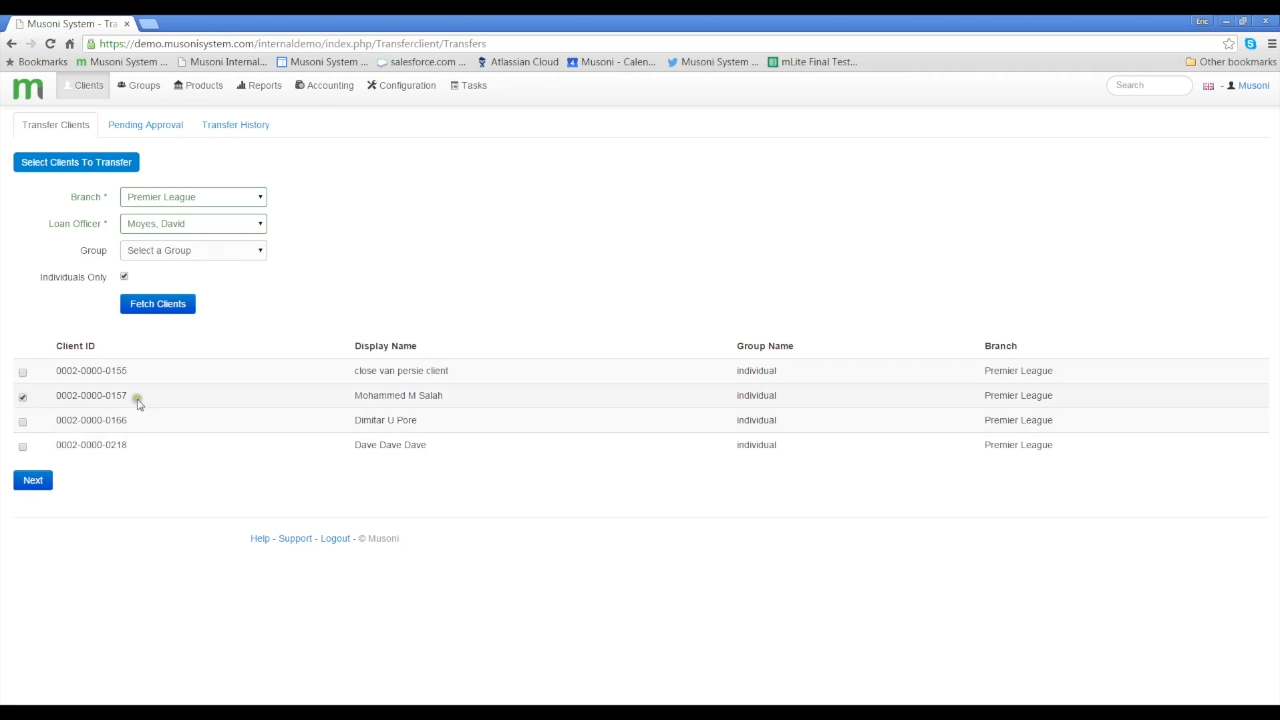 Musoni System - Tra
Eric
https://demo.musonisystem.com/internaldemo/index.php/Transferclient/Transfers
Bookmarks Musoni System ... Musoni Internal... Musoni System ... salesforce.com ... Atlassian Cloud Musoni - Calen... Musoni System ... mLite Final Test... Other bookmarks
m Clients Groups Products Reports Accounting Configuration Tasks Search - Musoni
Transfer Clients Pending Approval Transfer History
Select Clients To Transfer
Branch * Premier League
Loan Officer * Moyes, David
Group Select a Group
Individuals Only
Fetch Clients
Client ID Display Name Group Name Branch
0002-0000-0155 close van persie client individual Premier League
0002-0000-0157 Mohammed M Salah individual Premier League
0002-0000-0166 Dimitar U Pore individual Premier League
0002-0000-0218 Dave Dave Dave individual Premier League
Next
Help - Support - Logout - © Musoni